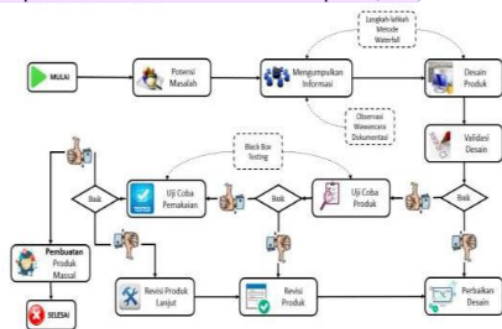 Langkah-lahkah
Metode
Waterfall
MULAI
Potensi
Masalah
Mengumpulkan
Informasi
Desain
Produk
Observasi
Wawancara
Dokumentasi
Black Box
Testing
Validasi
Desain
Baik
TESTER
Uji Coba
Pemakaian
Baik
Uji Coba
Produk
Baik
Pembuatan
Produk
Massal
Revisi Produk
Lanjut
Revisi
Produk
Perbaikan
Desain
SELESAI